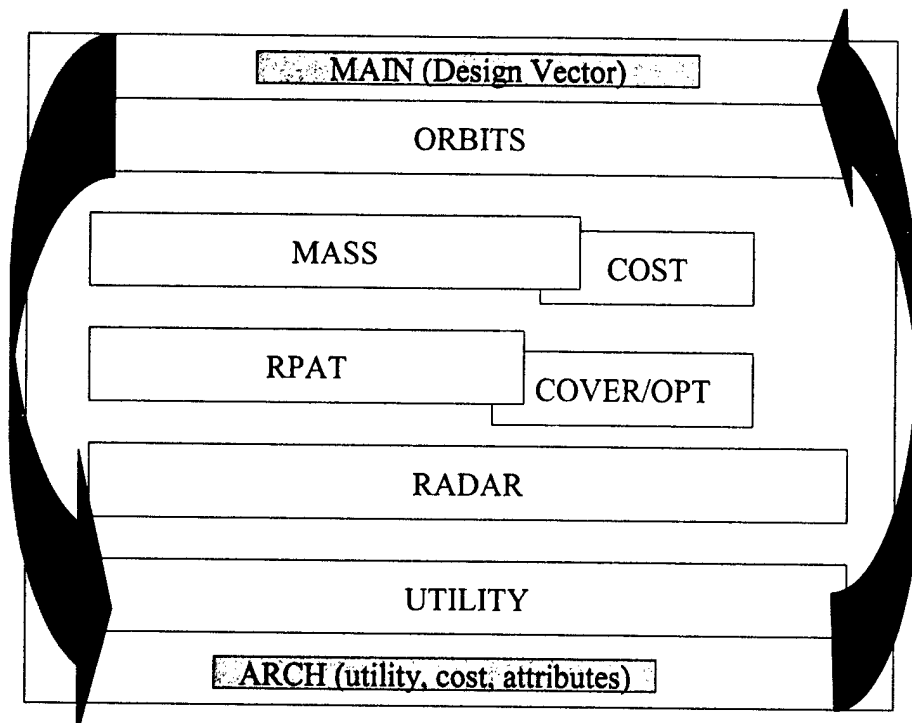 MAIN (Design Vector)
ORBITS
MASS
COST
RPAT
COVER/OPT
RADAR
UTILITY
ARCH (utility, cost, attributes)